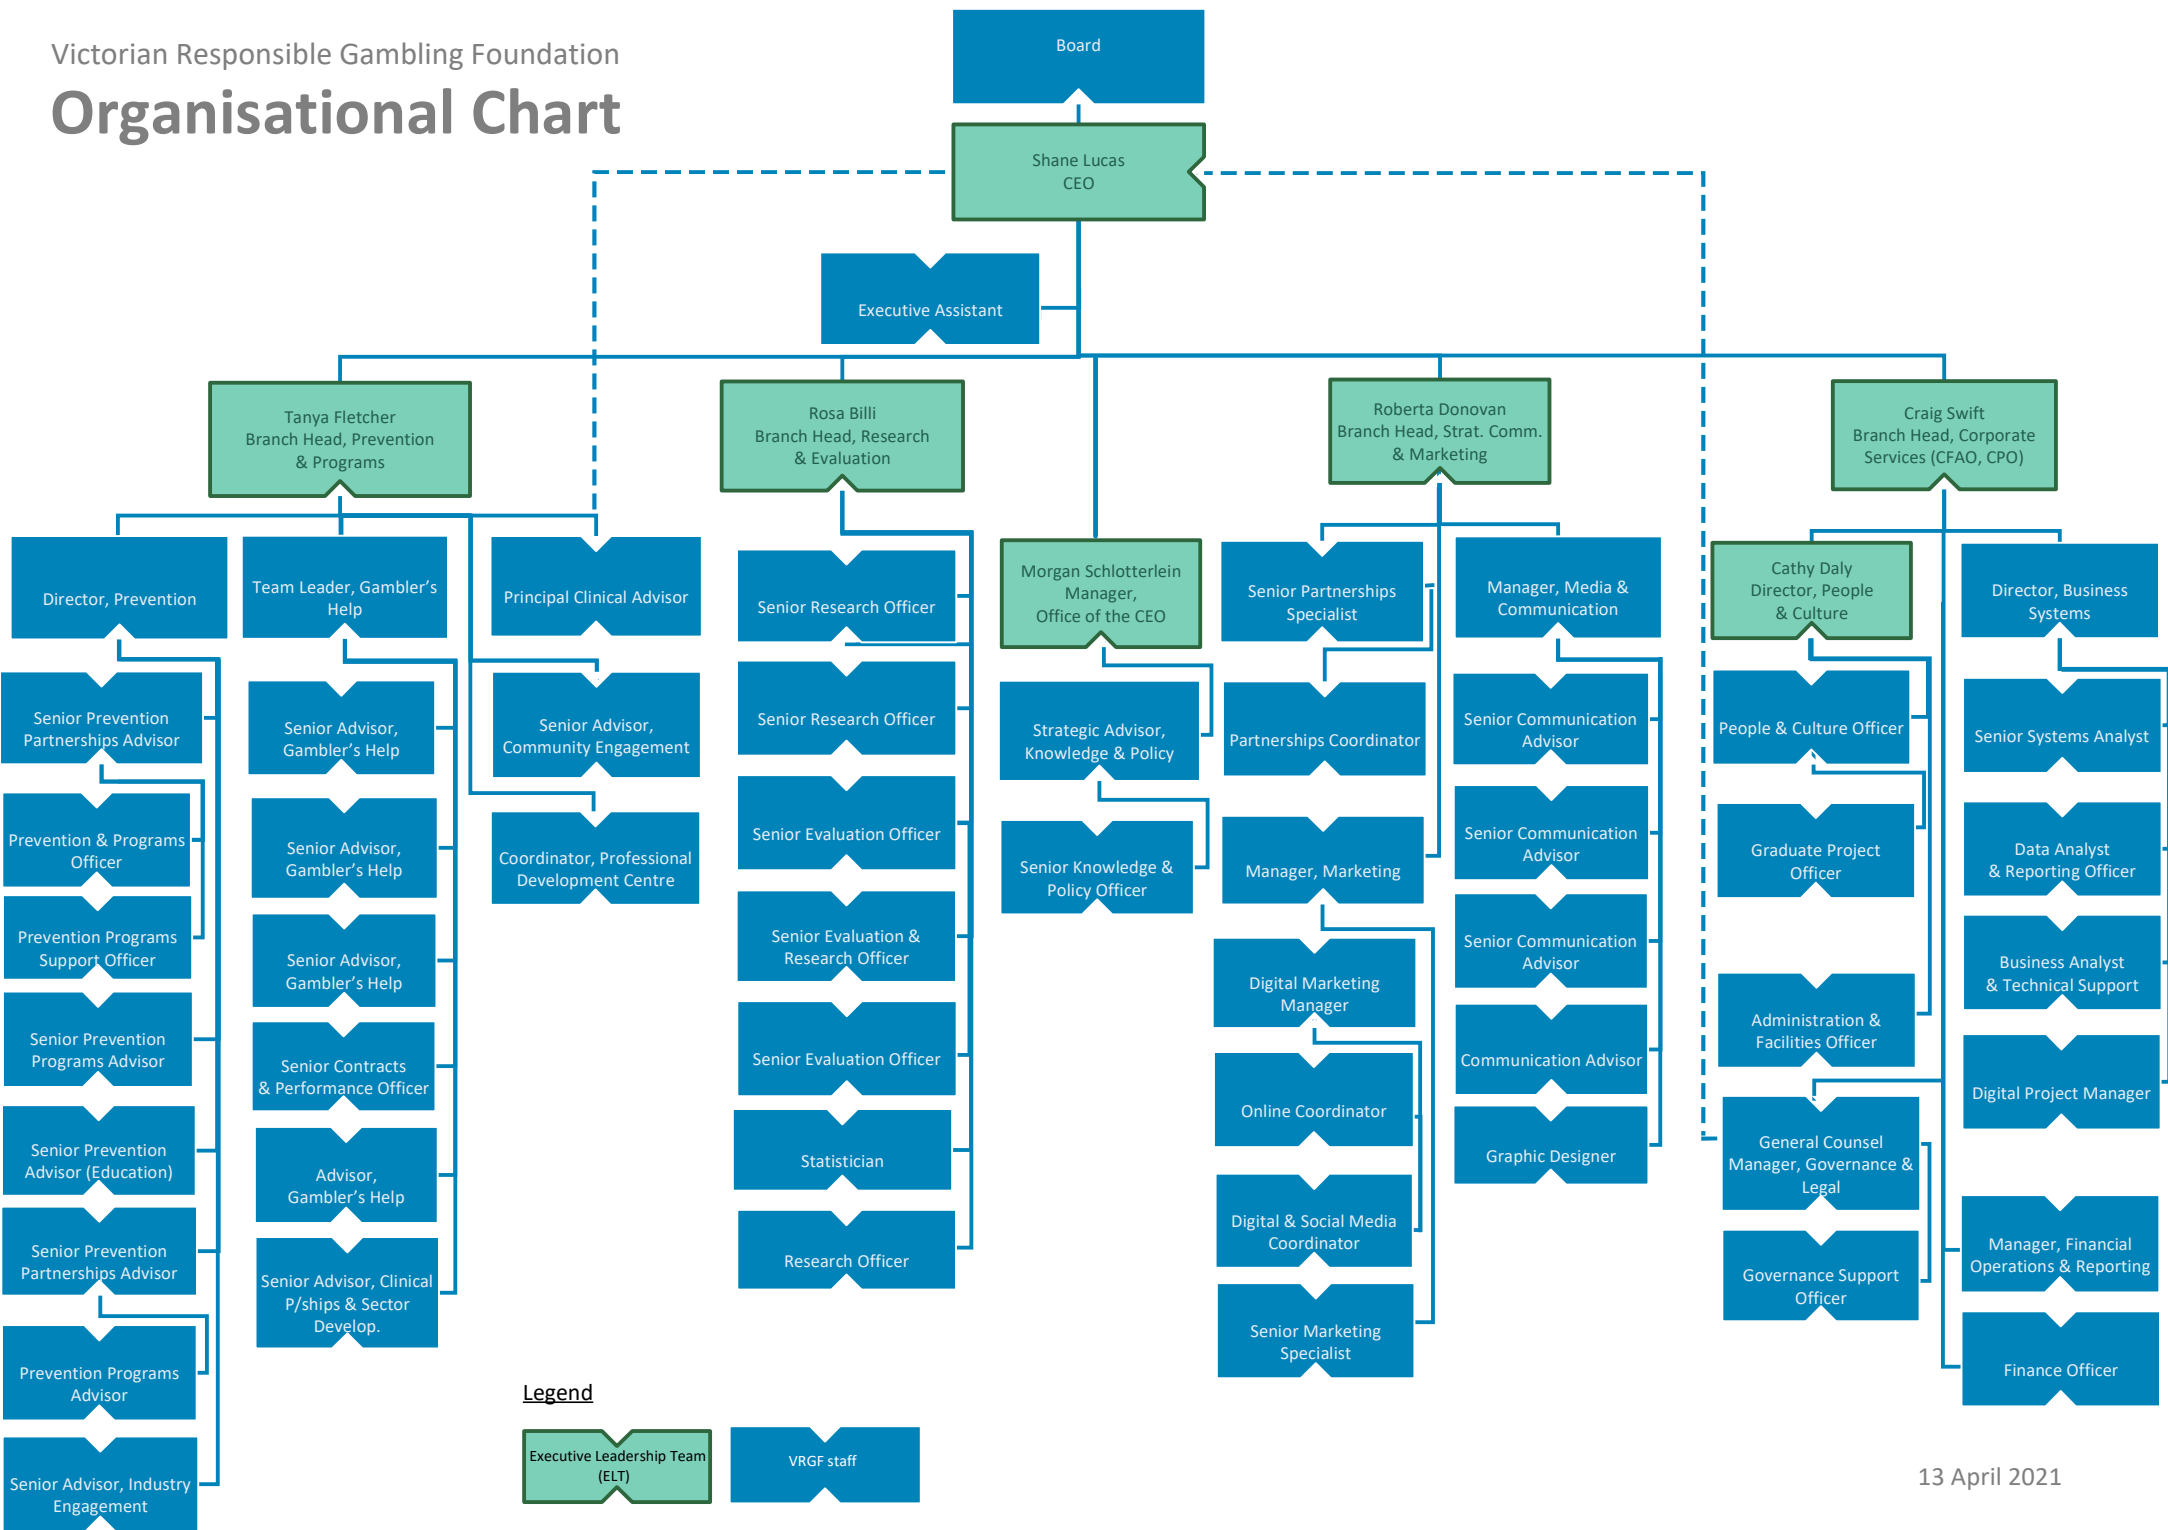 Victorian Responsible Gambling Foundation
Organisational Chart
Board
Shane Lucas
CEO
Executive Assistant
Tanya Fletcher
Branch Head, Prevention
& Programs
Rosa Billi
Branch Head, Research
& Evaluation
Roberta Donovan
Branch Head, Strat. Comm.
& Marketing
Craig Swift
Branch Head, Corporate
Services (CFAO, CPO)
Director, Prevention
Senior Prevention
Partnerships Advisor
Prevention & Programs
Officer
Prevention Programs
Support Officer
Senior Prevention
Programs Advisor
Senior Prevention
Advisor (Education)
Senior Prevention
Partnerships Advisor
Prevention Programs
Advisor
Senior Advisor, Industry
Engagement
Team Leader, Gambler’s
Help
Senior Advisor,
Gambler’s Help
Senior Advisor,
Gambler’s Help
Senior Advisor,
Gambler’s Help
Senior Contracts
& Performance Officer
Advisor,
Gambler’s Help
Senior Advisor, Clinical
P/ships & Sector
Develop.
Principal Clinical Advisor
Senior Advisor,
Community Engagement
Coordinator, Professional
Development Centre
Senior Research Officer
Senior Research Officer
Senior Evaluation Officer
Senior Evaluation &
Research Officer
Senior Evaluation Officer
Statistician
Research Officer
Morgan Schlotterlein
Manager,
Office of the CEO
Strategic Advisor,
Knowledge & Policy
Senior Knowledge &
Policy Officer
Senior Partnerships
Specialist
Partnerships Coordinator
Manager, Marketing
Digital Marketing
Manager
Online Coordinator
Digital & Social Media
Coordinator
Senior Marketing
Specialist
Manager, Media &
Communication
Senior Communication
Advisor
Senior Communication
Advisor
Senior Communication
Advisor
Communication Advisor
Graphic Designer
Cathy Daly
Director, People
& Culture
People & Culture Officer
Graduate Project
Officer
Administration &
Facilities Officer
General Counsel
Manager, Governance &
Legal
Governance Support
Officer
Director, Business
Systems
Senior Systems Analyst
Data Analyst
& Reporting Officer
Business Analyst
& Technical Support
Digital Project Manager
Manager, Financial
Operations & Reporting
Finance Officer
Legend
Executive Leadership Team
(ELT)
VRGF staff
13 April 2021